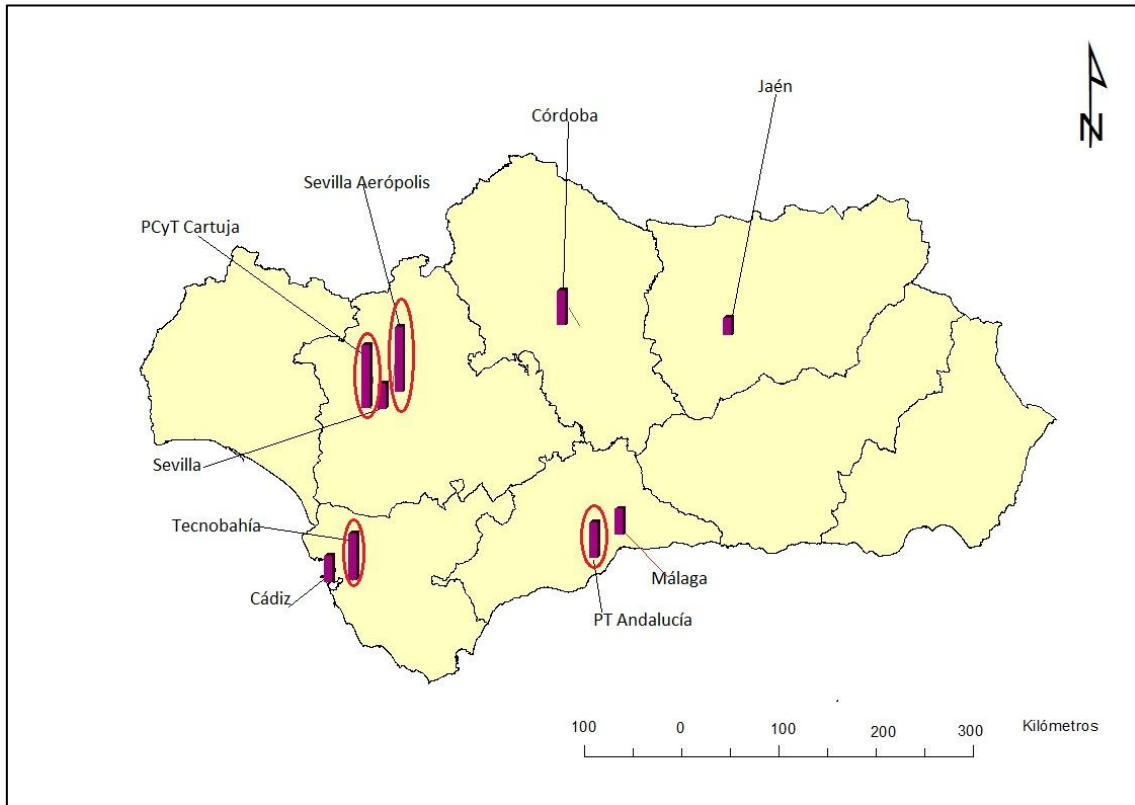 Jaén
Córdoba
Sevilla Aerópolis
PCyT Cartuja
N
Sevilla
Tecnobahía
Cádiz
Málaga
PT Andalucía
100 0 100 200 300 Kilómetros